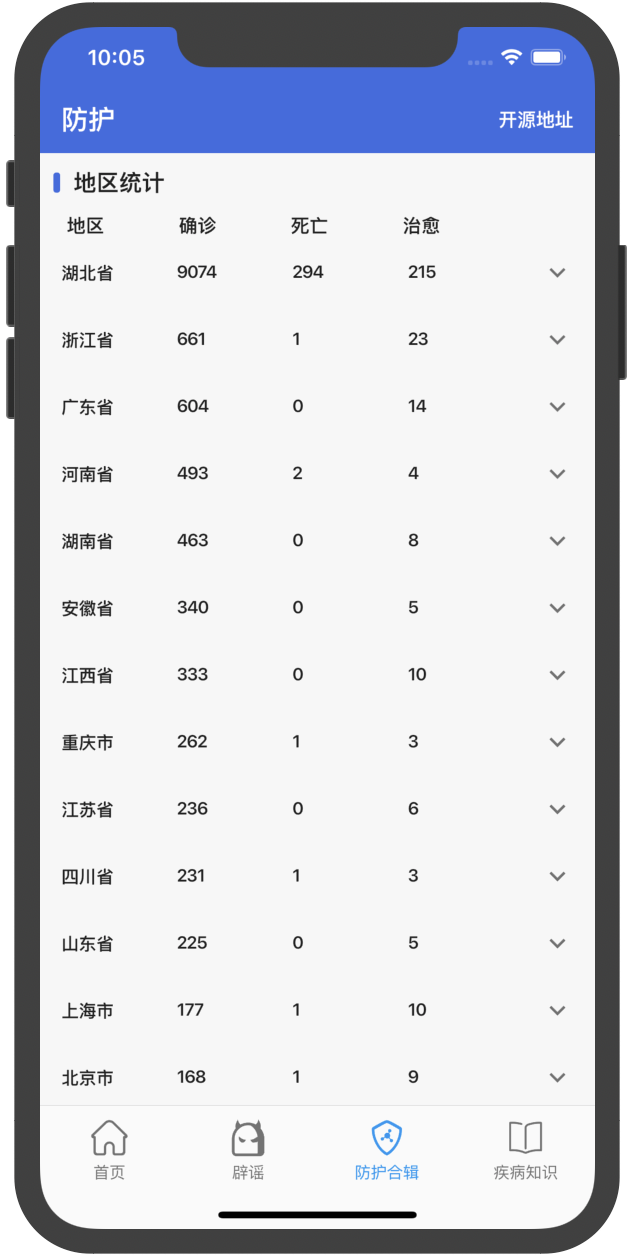 10:05
防护 开源地址
地区统计
地区 确诊 死亡 治愈
湖北省 9074 294 215
浙江省 661 1 23
广东省 604 0 14
河南省 493 2 4
湖南省 463 0 8
安徽省 340 0 5
江西省 333 0 10
重庆市 262 1 3
江苏省 236 0 6
四川省 231 1 3
山东省 225 0 5
上海市 177 1 10
北京市 168 1 9
首页 辟谣 防护合辑 疾病知识